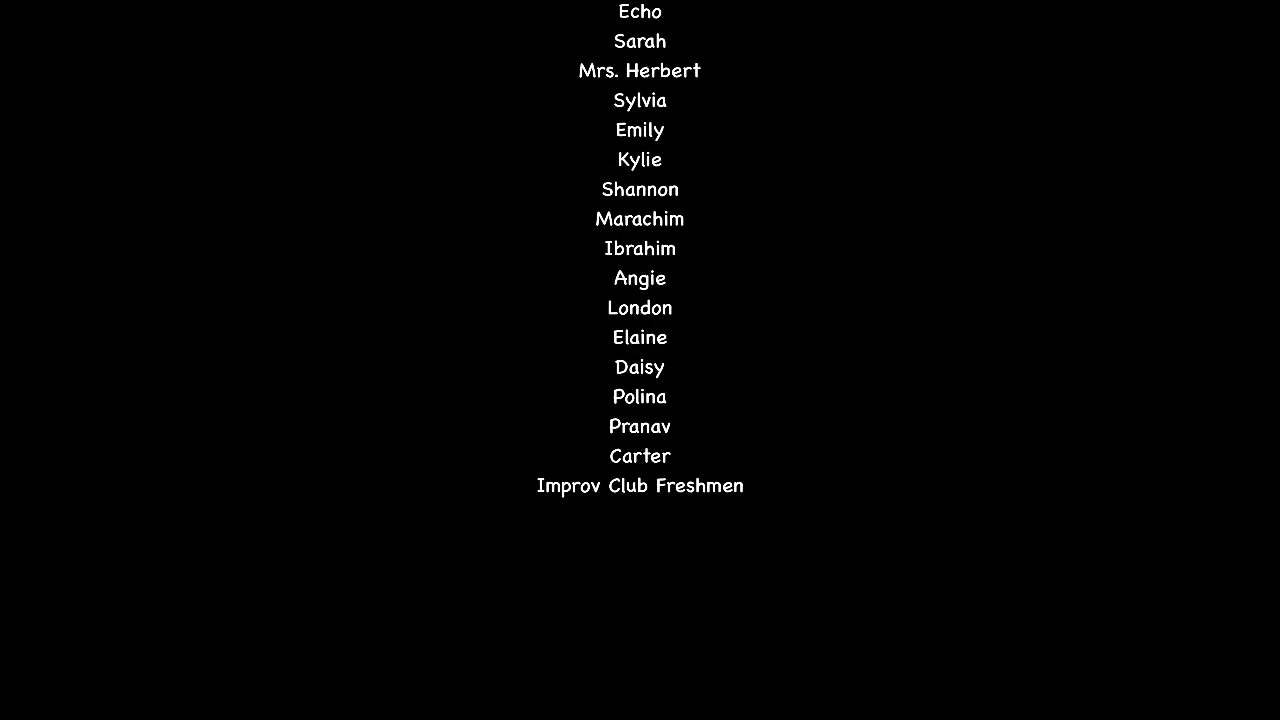 Echo
Sarah
Mrs. Herbert
Sylvia
Emily
Kylie
Shannon
Marachim
Ibrahim
Angie
London
Elaine
Daisy
Polina
Pranav
Carter
Improv Club Freshmen